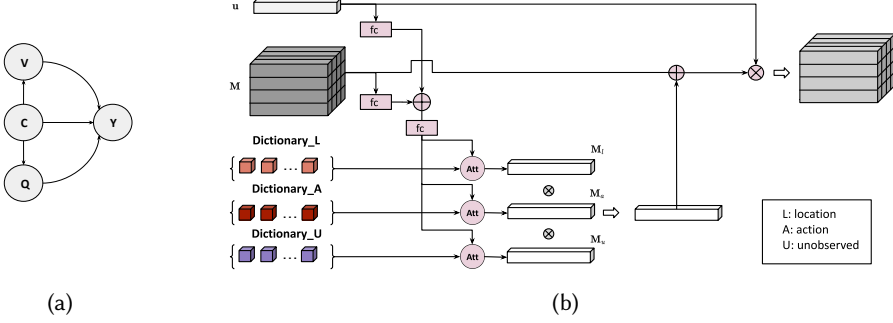 V
C
Y
Q
(a)
u
fc
M
fc
fc
Dictionary_L
...
Att
M_l
Dictionary_A
...
Att
M_a
Dictionary_U
...
Att
M_u
L: location
A: action
U: unobserved
(b)